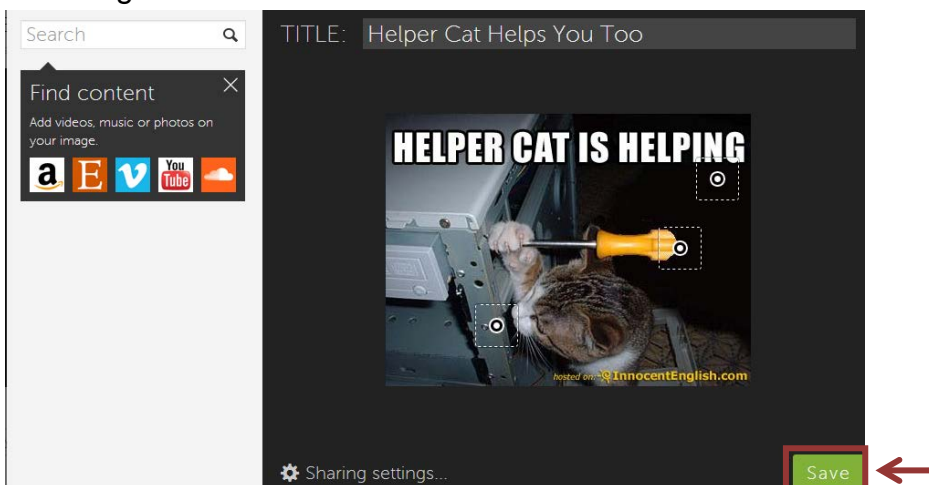 Search
TITLE: Helper Cat Helps You Too
Find content
Add videos, music or photos on
your image.
a E v You Tube
HELPER CAT IS HELPING
hosted on: InnocentEnglish.com
Sharing settings...
Save